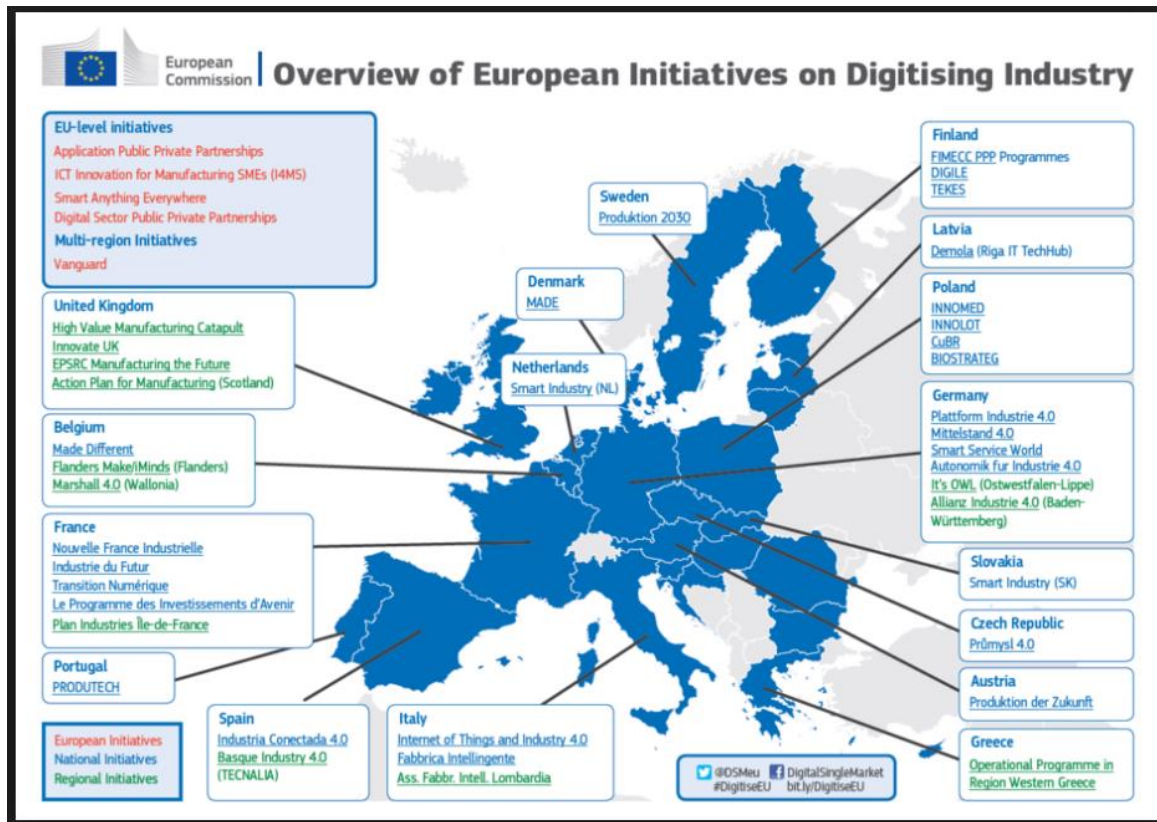 European
Commission
Overview of European Initiatives on Digitising Industry
EU-level initiatives
Application Public Private Partnerships
ICT Innovation for Manufacturing SMEs (I4MS)
Smart Anything Everywhere
Digital Sector Public Private Partnerships
Multi-region Initiatives
Vanguard
United Kingdom
High Value Manufacturing Catapult
Innovate UK
EPSRC Manufacturing the Future
Action Plan for Manufacturing (Scotland)
Belgium
Made Different
Flanders Make/iMinds (Flanders)
Marshall 4.0 (Wallonia)
France
Nouvelle France Industrielle
Industrie du Futur
Transition Numérique
Le Programme des Investissements d'Avenir
Plan Industries Île-de-France
Portugal
PRODUTECH
European Initiatives
National Initiatives
Regional Initiatives
Spain
Industria Conectada 4.0
Basque Industry 4.0
(TECNALIA)
Italy
Internet of Things and Industry 4.0
Fabbrica Intelligente
Ass. Fabbr. Intell. Lombardia
Sweden
Produktion 2030
Denmark
MADE
Netherlands
Smart Industry (NL)
Finland
FIMECC PPP Programmes
DIGILE
TEKES
Latvia
Demola (Riga IT TechHub)
Poland
INNOMED
INNOLOT
CuBR
BIOSTRATEG
Germany
Plattform Industrie 4.0
Mittelstand 4.0
Smart Service World
Autonomik fur Industrie 4.0
It's OWL (Ostwestfalen-Lippe)
Allianz Industrie 4.0 (Baden-
Württemberg)
Slovakia
Smart Industry (SK)
Czech Republic
Průmysl 4.0
Austria
Produktion der Zukunft
Greece
Operational Programme in
Region Western Greece
@DSMeu DigitalSingleMarket
#DigitiseEU bit.ly/DigitiseEU